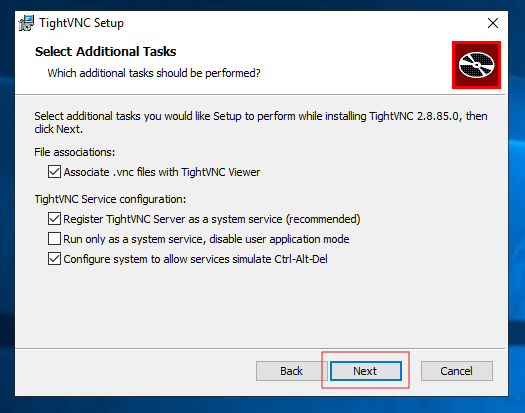 TightVNC Setup
Select Additional Tasks
Which additional tasks should be performed?
Select additional tasks you would like Setup to perform while installing TightVNC 2.8.85.0, then
click Next.
File associations:
Associate .vnc files with TightVNC Viewer
TightVNC Service configuration:
Register TightVNC Server as a system service (recommended)
Run only as a system service, disable user application mode
Configure system to allow services simulate Ctrl-Alt-Del
Back Next Cancel